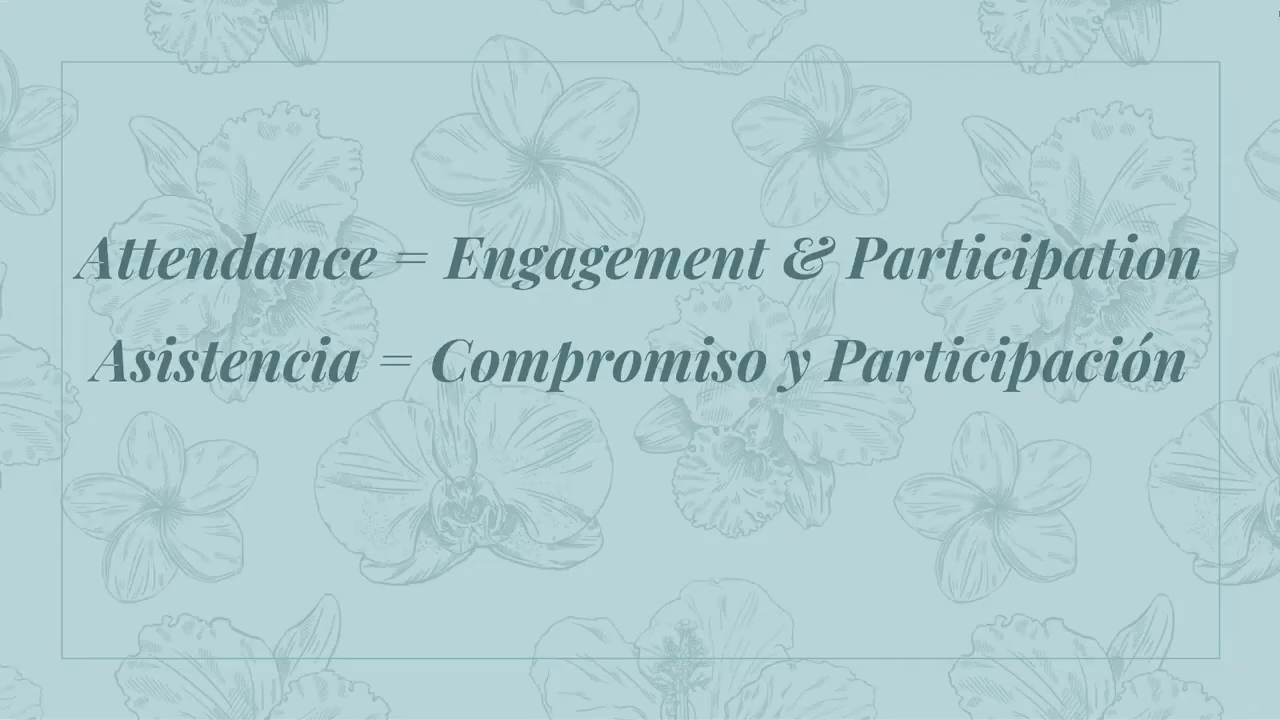 Attendance = Engagement & Participation
Asistencia = Compromiso y Participación